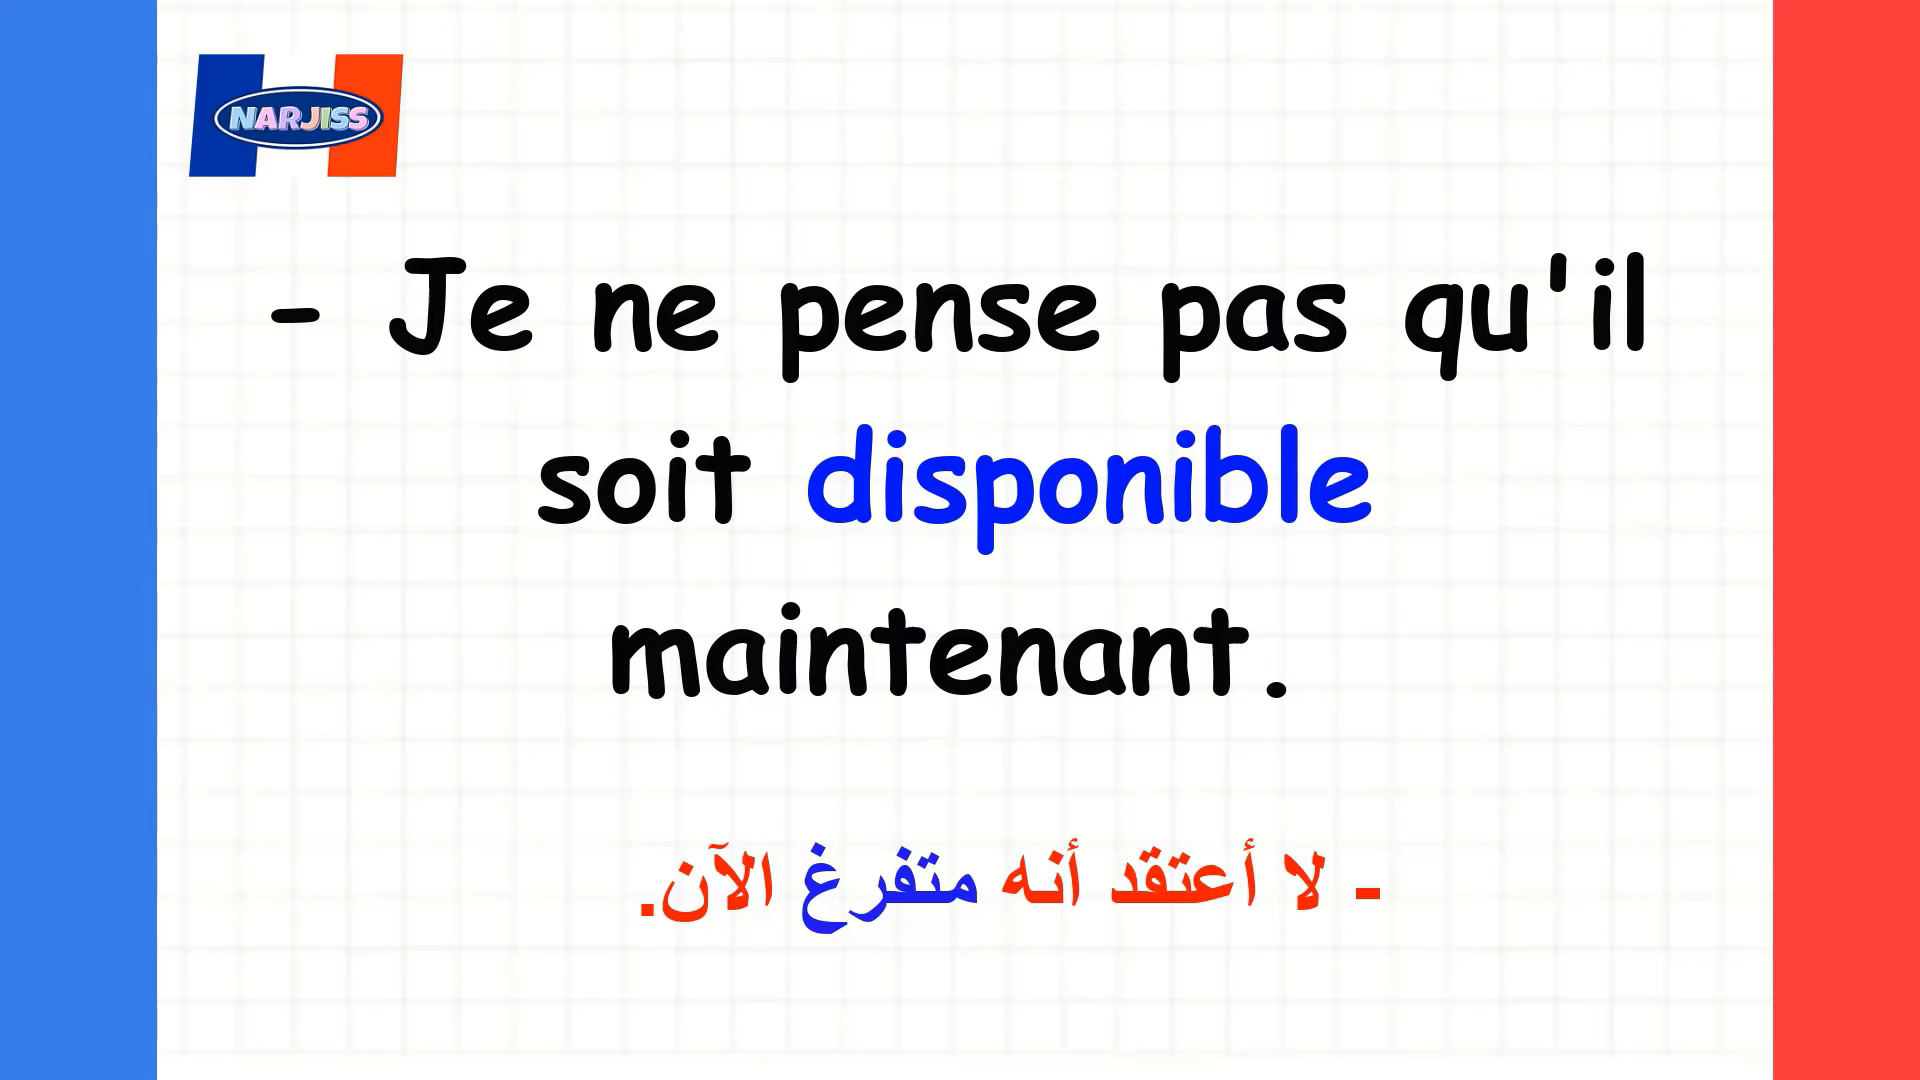 NARJISS
- Je ne pense pas qu'il
soit disponible
maintenant.
- لا أعتقد أنه متفرغ الآن.